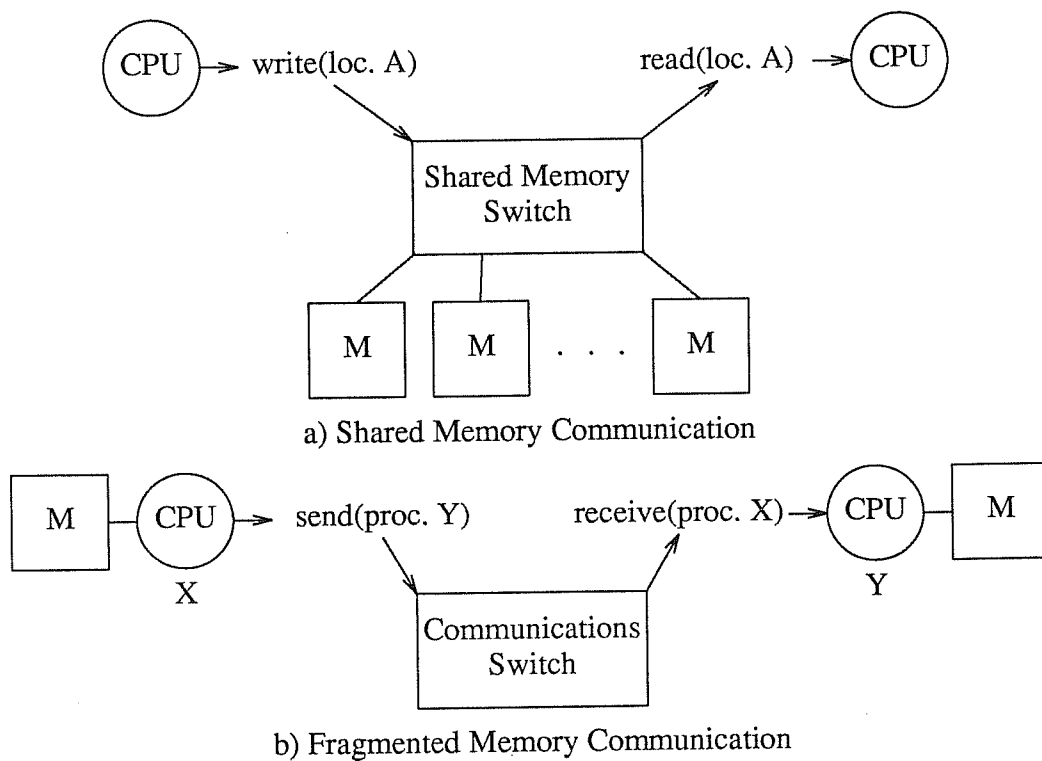 CPU write(loc. A) read(loc. A) CPU
Shared Memory
Switch
M M . . . M
a) Shared Memory Communication
M CPU send(proc. Y) receive(proc. X) CPU M
X Y
Communications
Switch
b) Fragmented Memory Communication